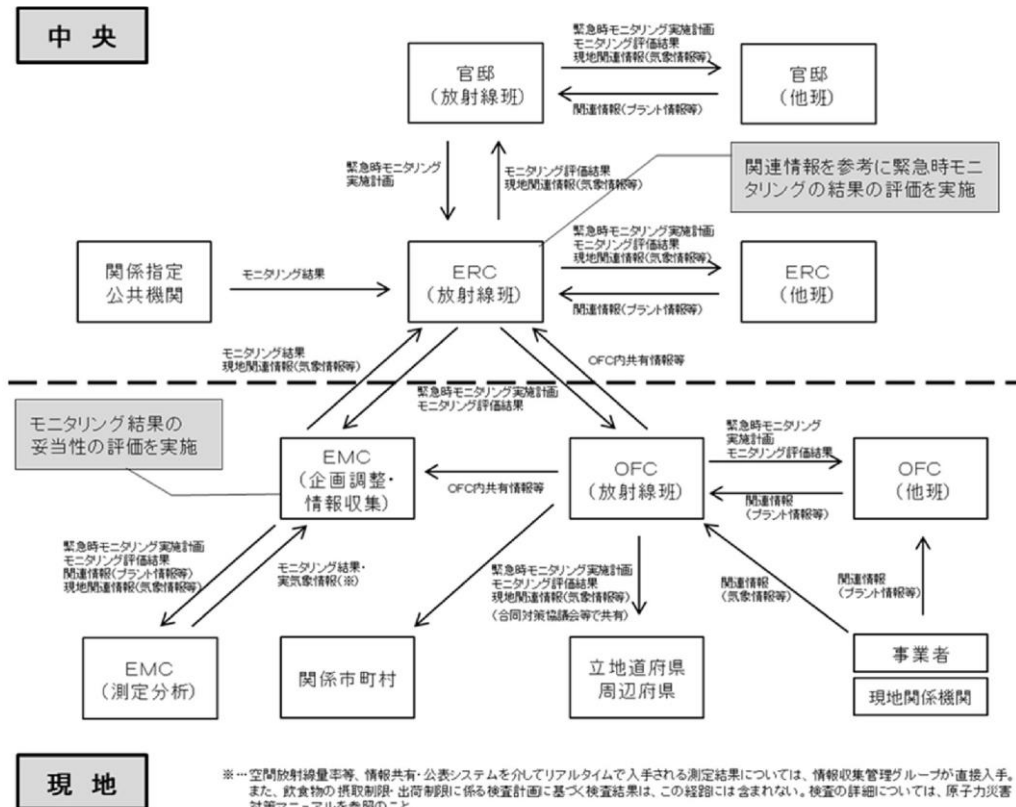 中 央
官邸
(放射線班)
緊急時モニタリング実施計画
モニタリング評価結果
現地関連情報(気象情報等)
関連情報(プラント情報等)
官邸
(他班)
緊急時モニタリング
実施計画
モニタリング評価結果
現地関連情報(気象情報等)
関連情報を参考に緊急時モニ
タリングの結果の評価を実施
関係指定
公共機関
モニタリング結果
ERC
(放射線班)
緊急時モニタリング実施計画
モニタリング評価結果
現地関連情報(気象情報等)
関連情報(プラント情報等)
ERC
(他班)
モニタリング結果
現地関連情報(気象情報等)
OFC内共有情報等
緊急時モニタリング実施計画
モニタリング評価結果
モニタリング結果の
妥当性の評価を実施
EMC
(企画調整・
情報収集)
OFC内共有情報等
OFC
(放射線班)
緊急時モニタリング
実施計画
モニタリング評価結果
関連情報
(プラント情報等)
OFC
(他班)
緊急時モニタリング実施計画
モニタリング評価結果
関連情報(プラント情報等)
現地関連情報(気象情報等)
モニタリング結果・
実気象情報(※)
緊急時モニタリング実施計画
モニタリング評価結果
現地関連情報(気象情報等)
(合同対策協議会等で共有)
関連情報
(気象情報等)
関連情報
(プラント情報等)
EMC
(測定分析)
関係市町村
立地道府県
周辺府県
事業者
現地関係機関
現 地
※…空間放射線量率等、情報共有・公表システムを介してリアルタイムで入手される測定結果については、情報収集管理グループが直接入手。
また、飲食物の摂取制限・出荷制限に係る検査計画に基づく検査結果は、この経路には含まれない。検査の詳細については、原子力災害
対策マニュアルを参照のこと